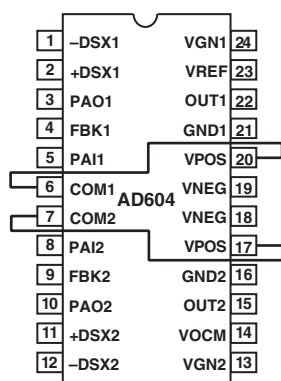 1 –DSX1 VGN1 24
2 +DSX1 VREF 23
3 PAO1 OUT1 22
4 FBK1 GND1 21
5 PAI1 VPOS 20
6 COM1 VNEG 19
AD604
7 COM2 VNEG 18
8 PAI2 VPOS 17
9 FBK2 GND2 16
10 PAO2 OUT2 15
11 +DSX2 VOCM 14
12 –DSX2 VGN2 13